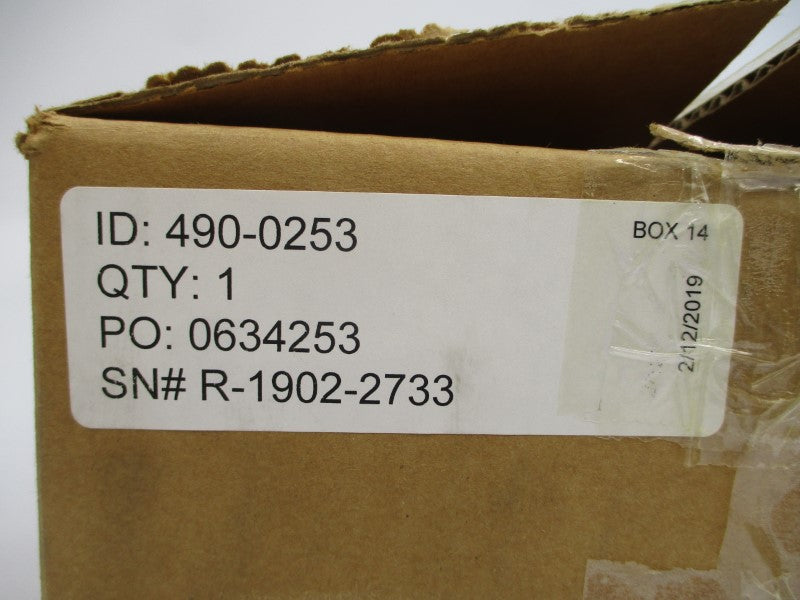 ID: 490-0253
QTY: 1
PO: 0634253
SN# R-1902-2733
BOX 14
2/12/2019